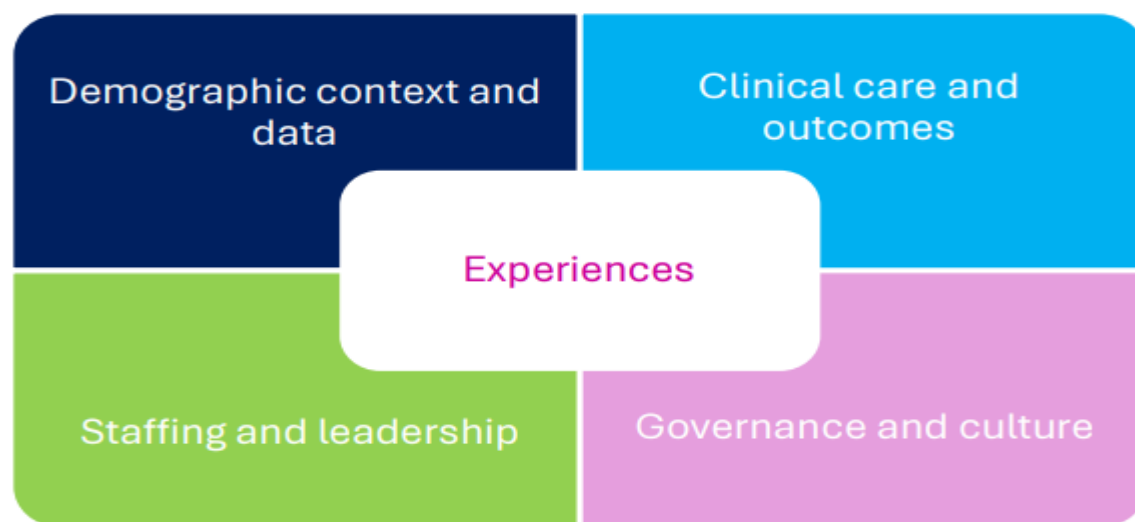 Demographic context and
data
Clinical care and
outcomes
Experiences
Staffing and leadership
Governance and culture